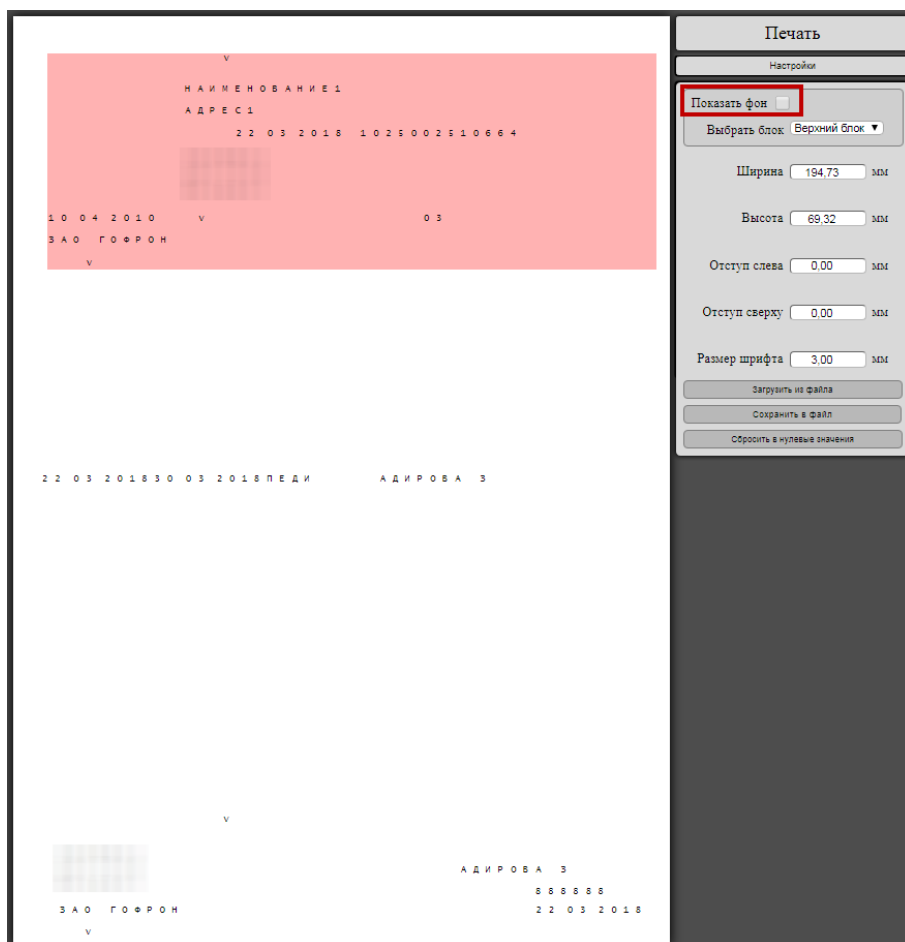 v
НАИМЕНОВАНИЕ1
АДРЕС1
22 03 2018 1025002510664
10 04 2010 v 03
ЗАО ГОФРОН
v
22 03 201830 03 2018ПЕДИ АДИРОВА З
v
АДИРОВА З
888888
ЗАО ГОФРОН 22 03 2018
v
Печать
Настройки
Показать фон
Выбрать блок Верхний блок ▼
Ширина 194,73 мм
Высота 69,32 мм
Отступ слева 0,00 мм
Отступ сверху 0,00 мм
Размер шрифта 3,00 мм
Загрузить из файла
Сохранить в файл
Сбросить в нулевые значения